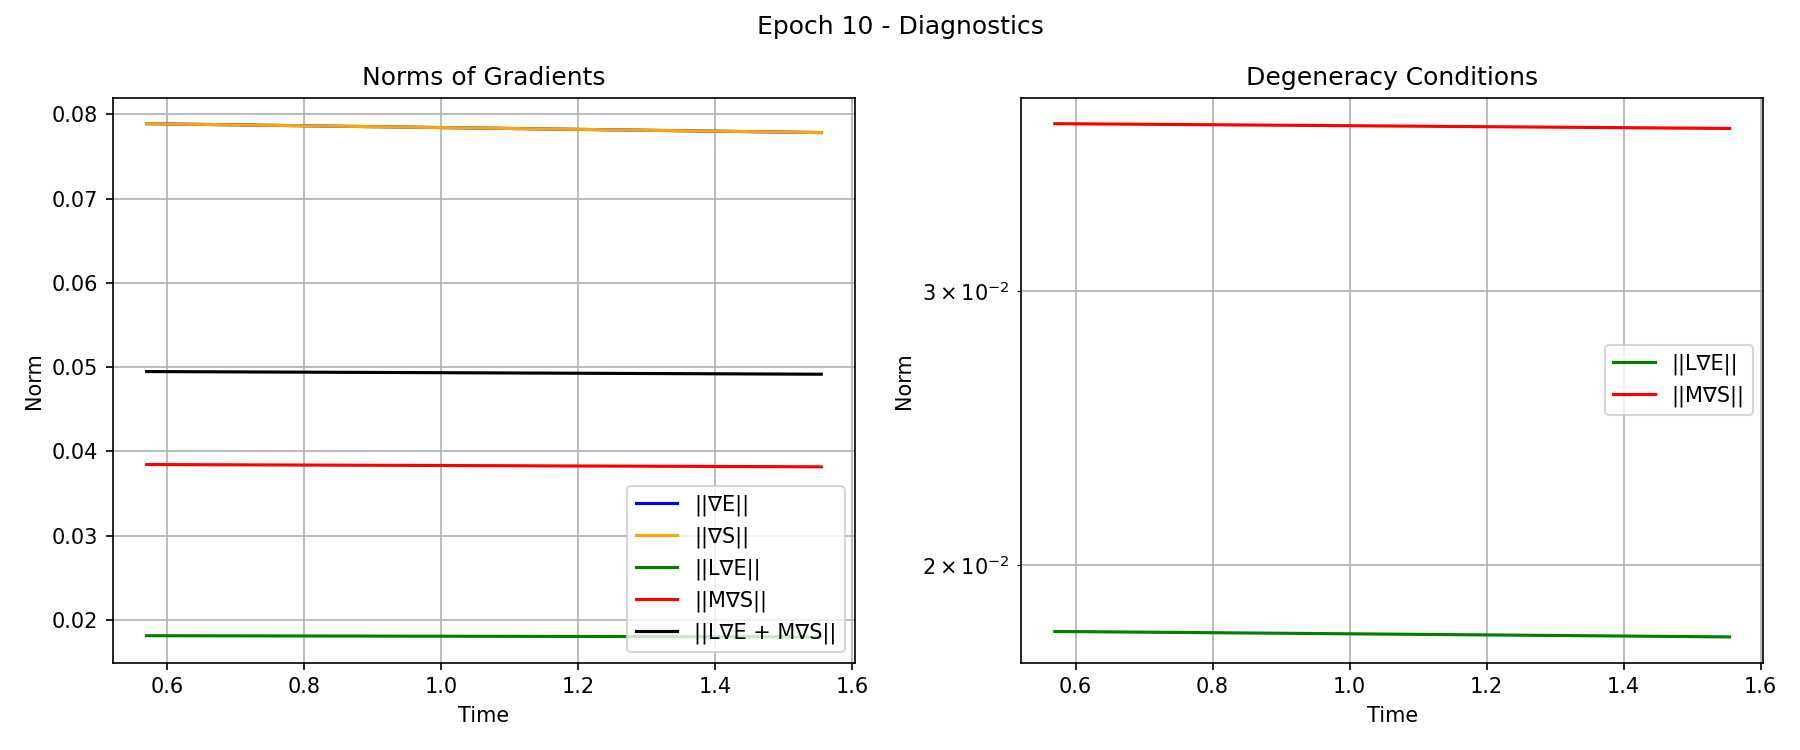 Epoch 10 - Diagnostics
Norms of Gradients
Norm
0.08
0.07
0.06
0.05
0.04
0.03
0.02
0.6 0.8 1.0 1.2 1.4 1.6
Time
||∇E||
||∇S||
||L∇E||
||M∇S||
||L∇E + M∇S||
Degeneracy Conditions
Norm
3 × 10⁻²
2 × 10⁻²
0.6 0.8 1.0 1.2 1.4 1.6
Time
||L∇E||
||M∇S||